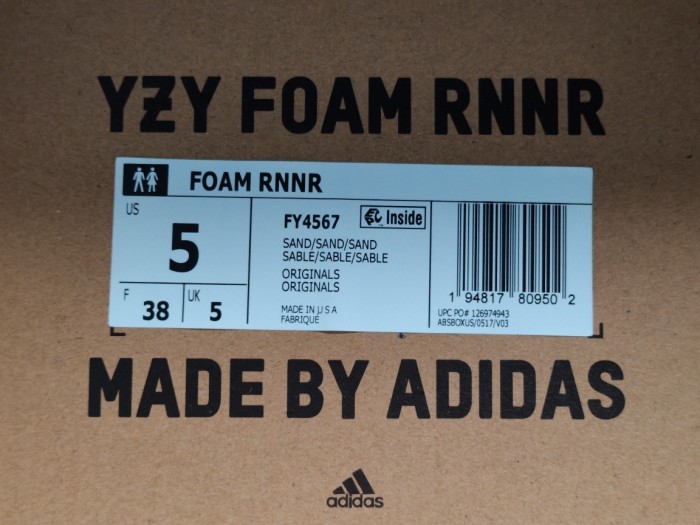 YZY FOAM RNNR
FOAM RNNR
US
5
F
38
UK
5
FY4567
Inside
SAND/SAND/SAND
SABLE/SABLE/SABLE
ORIGINALS
ORIGINALS
MADE IN U S A
FABRIQUE
1 94817 80950 2
UPC PO# 126974943
ABSBOXUS/0517/V03
MADE BY ADIDAS
adidas